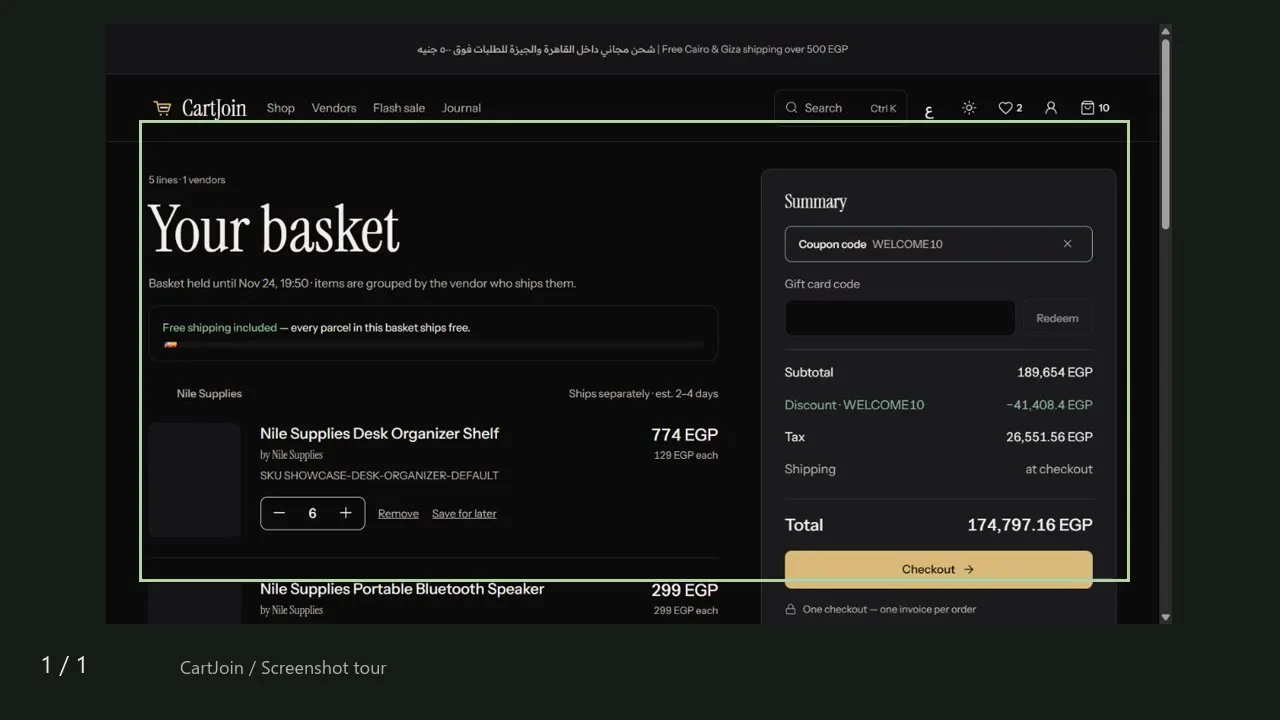 شحن مجاني داخل القاهرة والجيزة للطلبات فوق ٥٠٠ جنيه | Free Cairo & Giza shipping over 500 EGP
CartJoin Shop Vendors Flash sale Journal Search Ctrl K ع 2 10
5 lines · 1 vendors
Your basket
Basket held until Nov 24, 19:50 · items are grouped by the vendor who ships them.
Free shipping included — every parcel in this basket ships free.
Nile Supplies Ships separately · est. 2–4 days
Nile Supplies Desk Organizer Shelf 774 EGP
by Nile Supplies 129 EGP each
SKU SHOWCASE-DESK-ORGANIZER-DEFAULT
6 Remove Save for later
Nile Supplies Portable Bluetooth Speaker 299 EGP
by Nile Supplies 299 EGP each
Summary
Coupon code WELCOME10
Gift card code
Redeem
Subtotal 189,654 EGP
Discount · WELCOME10 −41,408.4 EGP
Tax 26,551.56 EGP
Shipping at checkout
Total 174,797.16 EGP
Checkout →
One checkout — one invoice per order
1 / 1 CartJoin / Screenshot tour